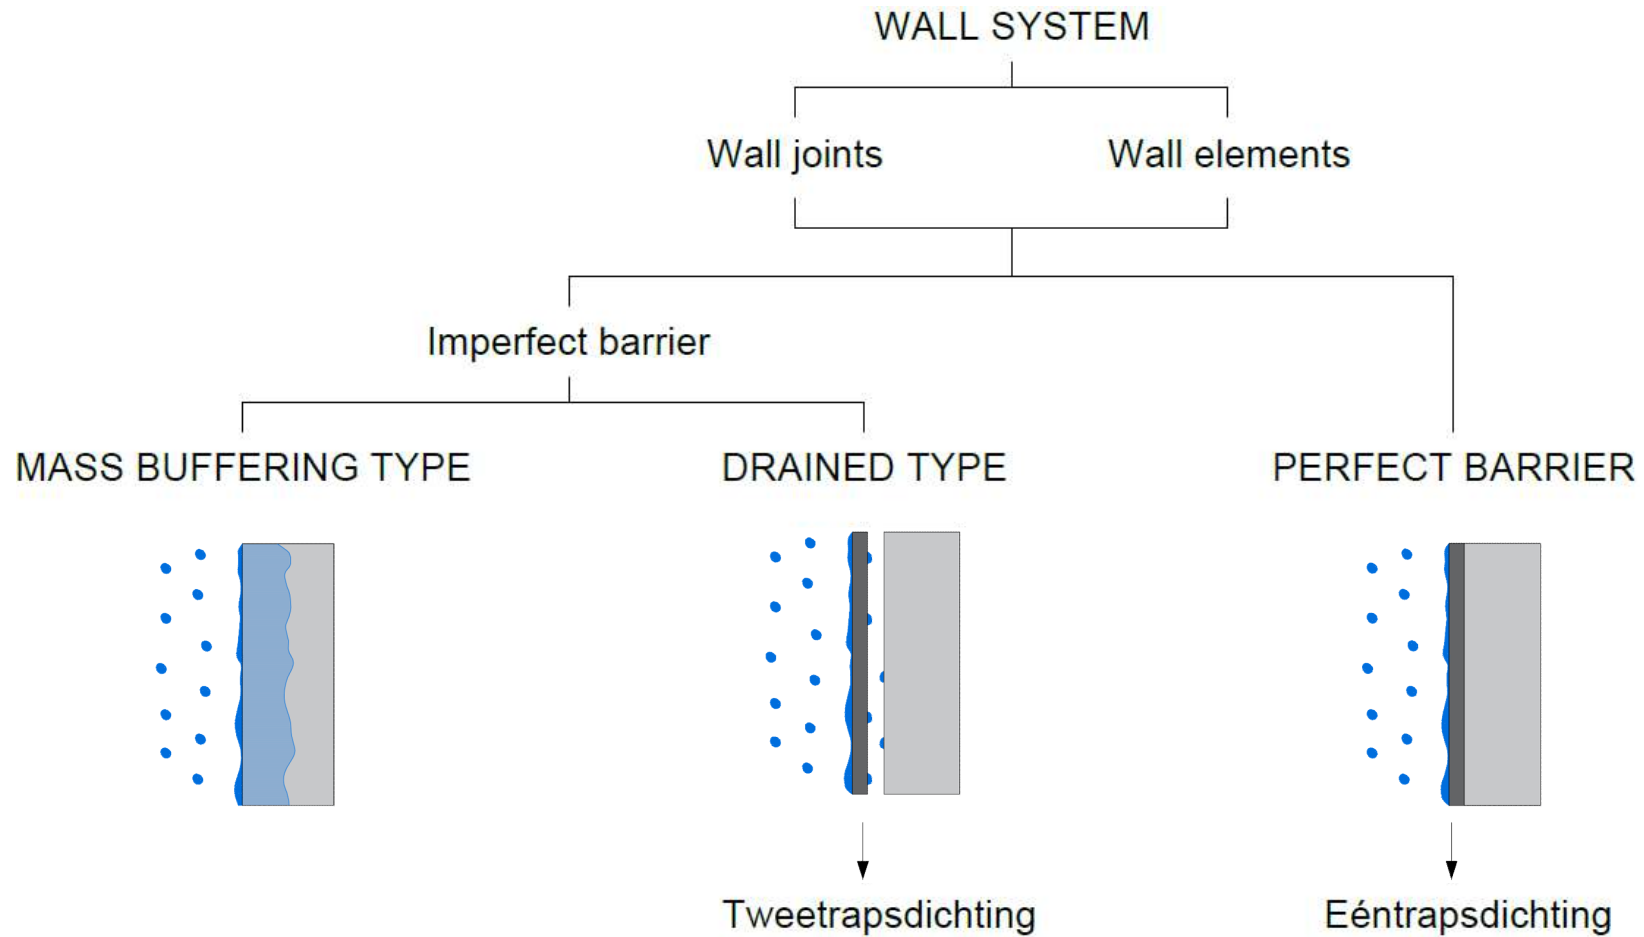 WALL SYSTEM
Wall joints
Wall elements
Imperfect barrier
MASS BUFFERING TYPE
DRAINED TYPE
PERFECT BARRIER
Tweetrapsdichting
Eéntrapsdichting